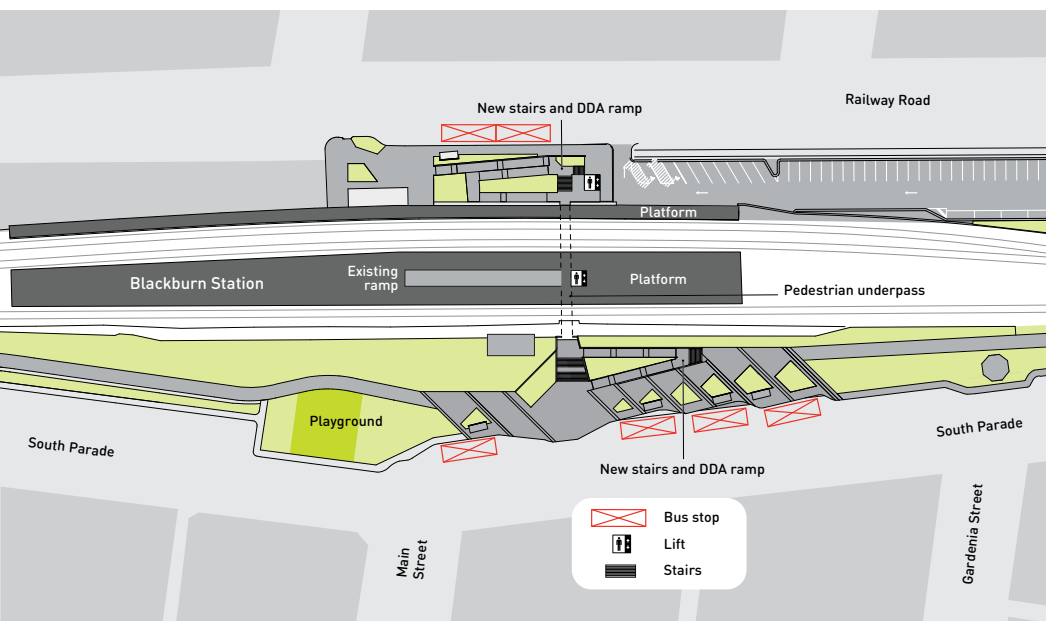 Railway Road
New stairs and DDA ramp
Platform
Blackburn Station
Existing
ramp
Platform
Pedestrian underpass
Playground
South Parade
South Parade
New stairs and DDA ramp
Main
Street
Gardenia Street
Bus stop
Lift
Stairs